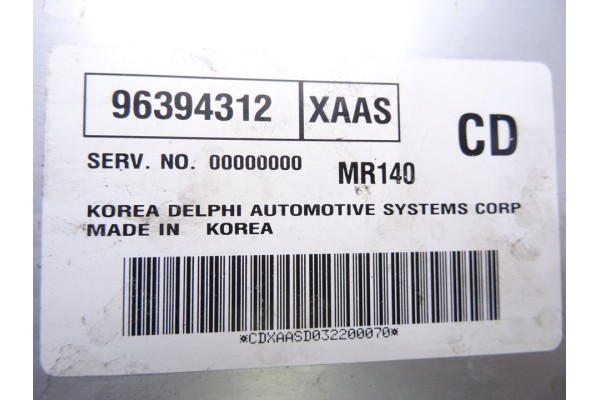 96394312 XAAS CD
SERV. NO. 00000000 MR140
KOREA DELPHI AUTOMOTIVE SYSTEMS CORP
MADE IN KOREA
*CDXAASD032200070*